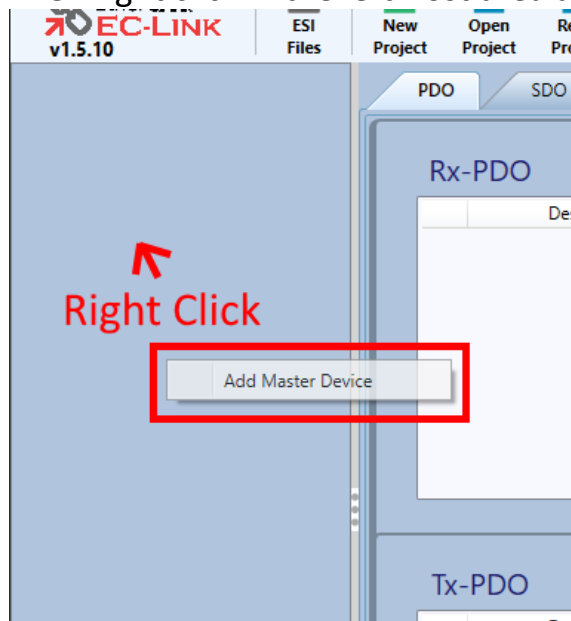 EC-LINK
v1.5.10
ESI
Files
New
Project
Open
Project
PDO
SDO
Rx-PDO
Right Click
Add Master Device
Tx-PDO